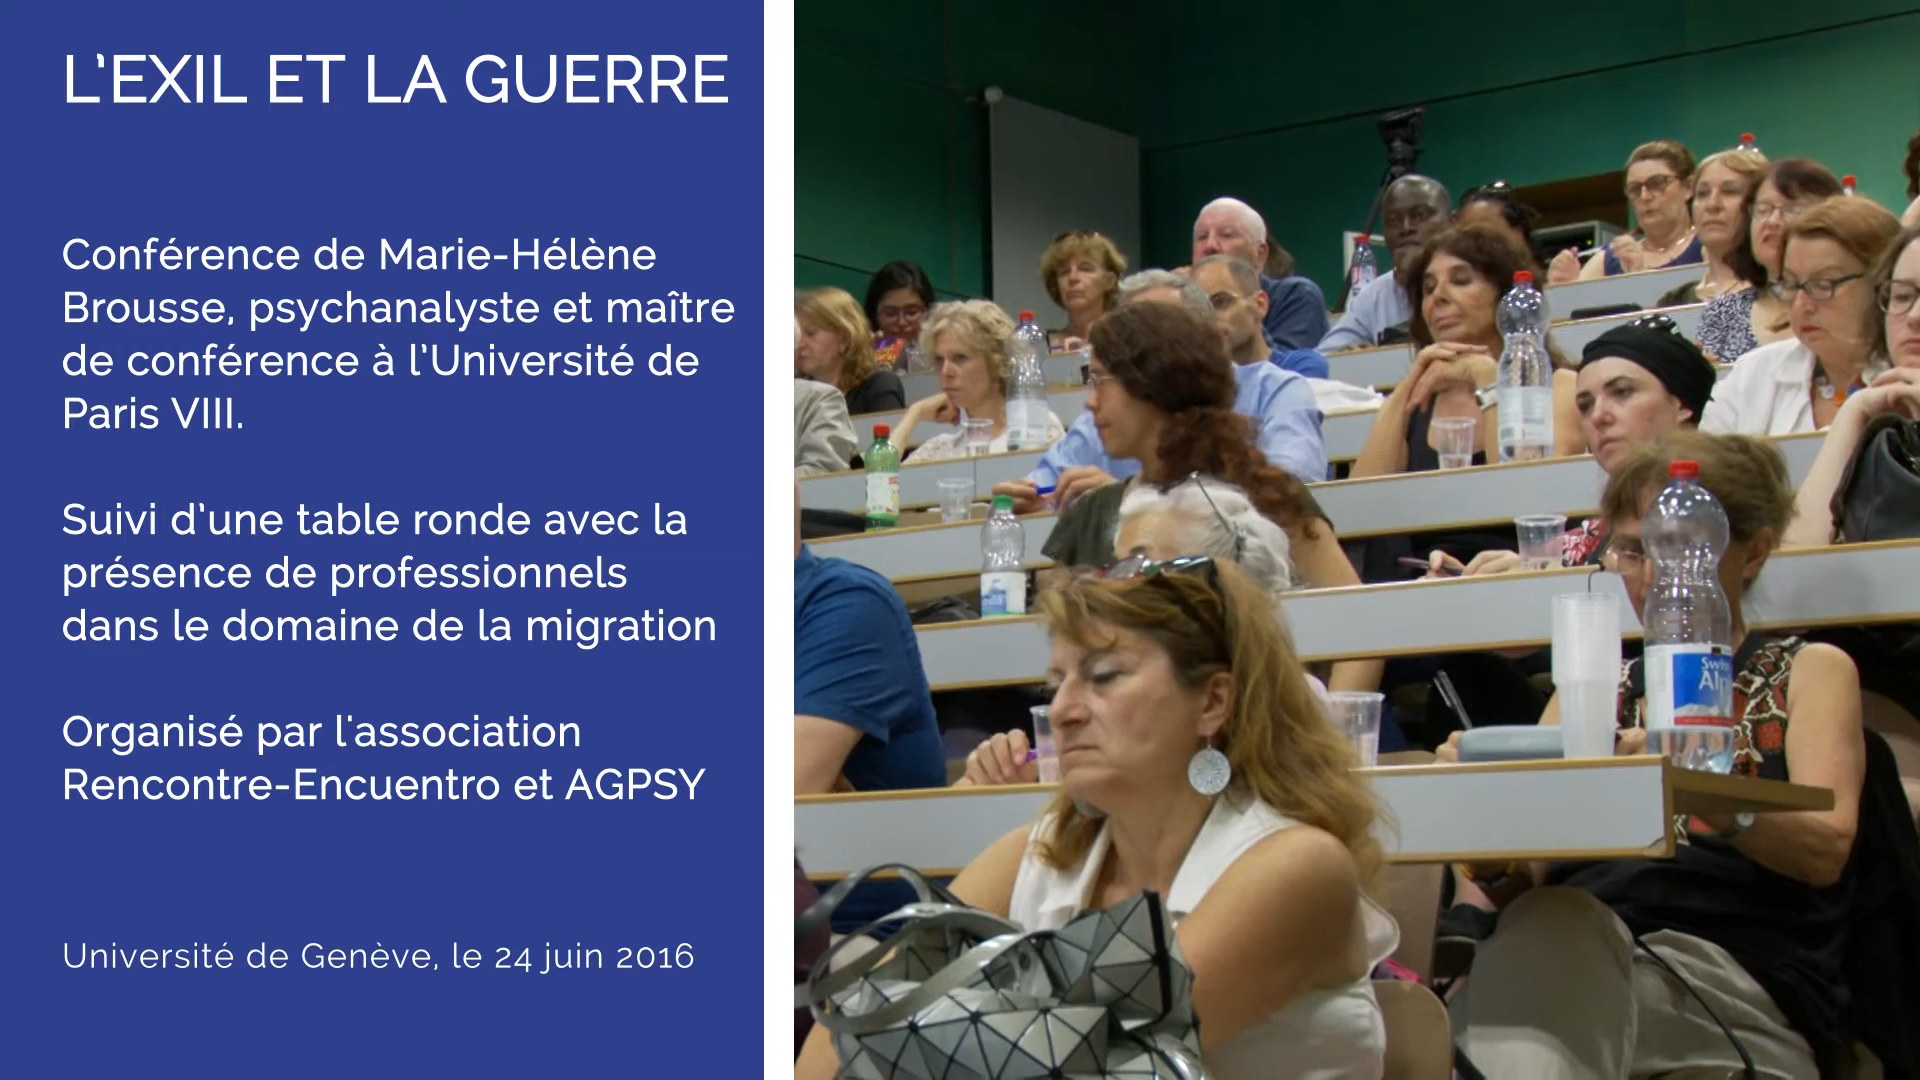 L'EXIL ET LA GUERRE
Conférence de Marie-Hélène
Brousse, psychanalyste et maître
de conférence à l'Université de
Paris VIII.
Suivi d'une table ronde avec la
présence de professionnels
dans le domaine de la migration
Organisé par l'association
Rencontre-Encuentro et AGPSY
Université de Genève, le 24 juin 2016